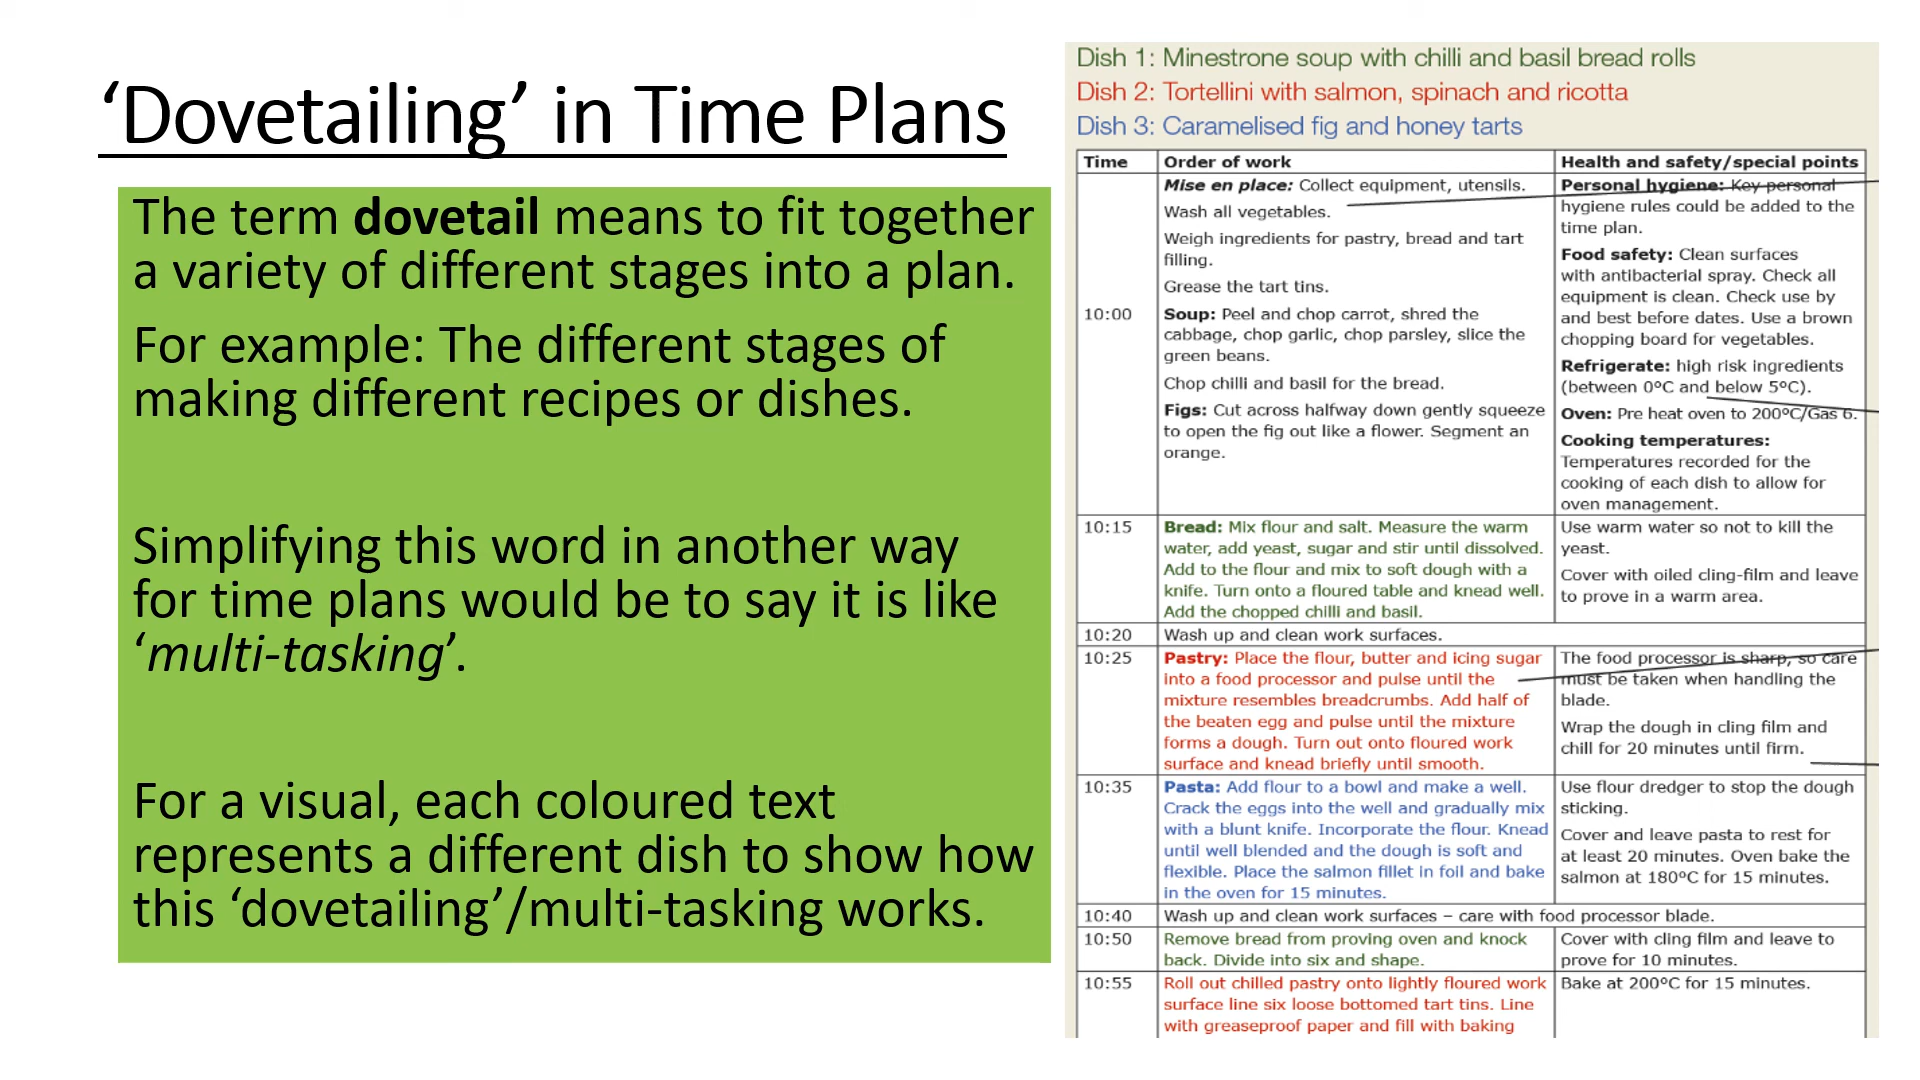 ‘Dovetailing’ in Time Plans
The term dovetail means to fit together
a variety of different stages into a plan.
For example: The different stages of
making different recipes or dishes.
Simplifying this word in another way
for time plans would be to say it is like
‘multi-tasking’.
For a visual, each coloured text
represents a different dish to show how
this ‘dovetailing’/multi-tasking works.
Dish 1: Minestrone soup with chilli and basil bread rolls
Dish 2: Tortellini with salmon, spinach and ricotta
Dish 3: Caramelised fig and honey tarts
Time
Order of work
Health and safety/special points
10:00
Mise en place: Collect equipment, utensils.
Wash all vegetables.
Weigh ingredients for pastry, bread and tart
filling.
Grease the tart tins.
Soup: Peel and chop carrot, shred the
cabbage, chop garlic, chop parsley, slice the
green beans.
Chop chilli and basil for the bread.
Figs: Cut across halfway down gently squeeze
to open the fig out like a flower. Segment an
orange.
Personal hygiene: Key personal
hygiene rules could be added to the
time plan.
Food safety: Clean surfaces
with antibacterial spray. Check all
equipment is clean. Check use by
and best before dates. Use a brown
chopping board for vegetables.
Refrigerate: high risk ingredients
(between 0ºC and below 5ºC).
Oven: Pre heat oven to 200ºC/Gas 6.
Cooking temperatures:
Temperatures recorded for the
cooking of each dish to allow for
oven management.
10:15
Bread: Mix flour and salt. Measure the warm
water, add yeast, sugar and stir until dissolved.
Add to the flour and mix to soft dough with a
knife. Turn onto a floured table and knead well.
Add the chopped chilli and basil.
Use warm water so not to kill the
yeast.
Cover with oiled cling-film and leave
to prove in a warm area.
10:20
Wash up and clean work surfaces.
10:25
Pastry: Place the flour, butter and icing sugar
into a food processor and pulse until the
mixture resembles breadcrumbs. Add half of
the beaten egg and pulse until the mixture
forms a dough. Turn out onto floured work
surface and knead briefly until smooth.
The food processor is sharp, so care
must be taken when handling the
blade.
Wrap the dough in cling film and
chill for 20 minutes until firm.
10:35
Pasta: Add flour to a bowl and make a well.
Crack the eggs into the well and gradually mix
with a blunt knife. Incorporate the flour. Knead
until well blended and the dough is soft and
flexible. Place the salmon fillet in foil and bake
in the oven for 15 minutes.
Use flour dredger to stop the dough
sticking.
Cover and leave pasta to rest for
at least 20 minutes. Oven bake the
salmon at 180ºC for 15 minutes.
10:40
Wash up and clean work surfaces – care with food processor blade.
10:50
Remove bread from proving oven and knock
back. Divide into six and shape.
Cover with cling film and leave to
prove for 10 minutes.
10:55
Roll out chilled pastry onto lightly floured work
surface line six loose bottomed tart tins. Line
with greaseproof paper and fill with baking
Bake at 200ºC for 15 minutes.